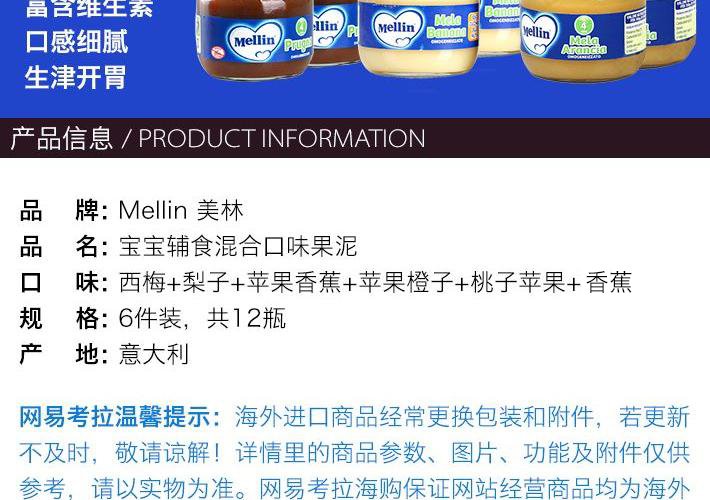 富含维生素
口感细腻
生津开胃
Mellin
4
Prugna
Mellin
Mela
Banana
OMOGENEIZZATO
Mellin
4
Mela
Arancia
OMOGENEIZZATO
产品信息 / PRODUCT INFORMATION
品 牌: Mellin 美林
品 名: 宝宝辅食混合口味果泥
口 味: 西梅+梨子+苹果香蕉+苹果橙子+桃子苹果+ 香蕉
规 格: 6件装，共12瓶
产 地: 意大利
网易考拉温馨提示：海外进口商品经常更换包装和附件，若更新
不及时，敬请谅解！详情里的商品参数、图片、功能及附件仅供
参考，请以实物为准。网易考拉海购保证网站经营商品均为海外